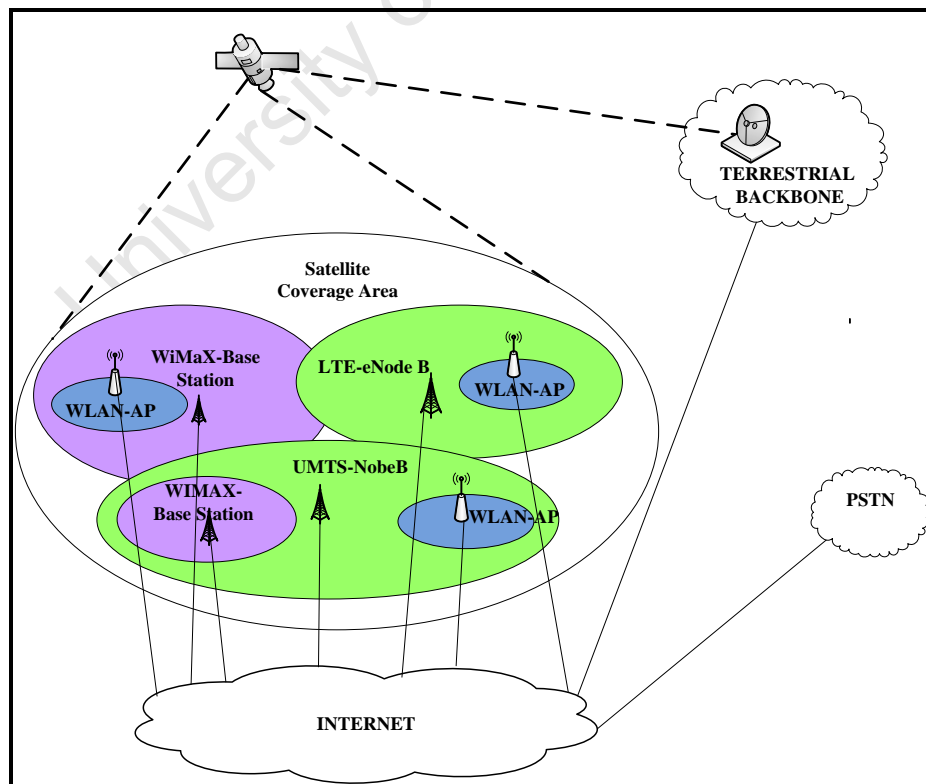 University o
TERRESTRIAL
BACKBONE
Satellite
Coverage Area
WiMaX-Base
Station
LTE-eNode B
WLAN-AP
WLAN-AP
UMTS-NobeB
WIMAX-
Base Station
WLAN-AP
PSTN
INTERNET